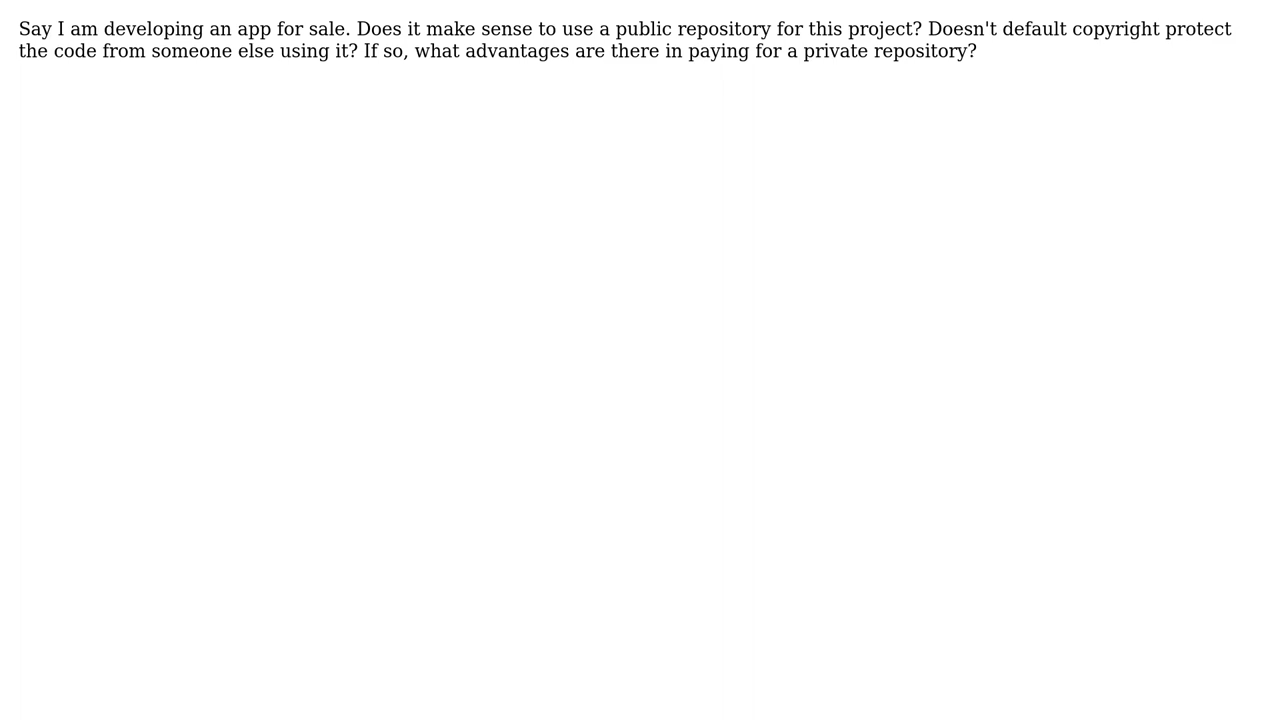 Say I am developing an app for sale. Does it make sense to use a public repository for this project? Doesn't default copyright protect
the code from someone else using it? If so, what advantages are there in paying for a private repository?